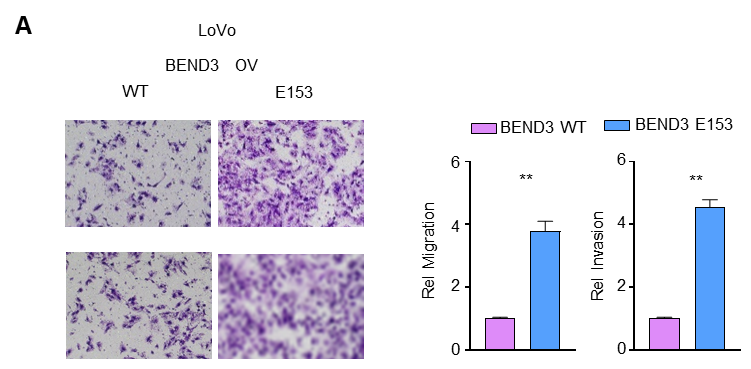 A
LoVo
BEND3 OV
WT E153
BEND3 WT BEND3 E153
Rel Migration
6
4
2
0
**
Rel Invasion
6
4
2
0
**